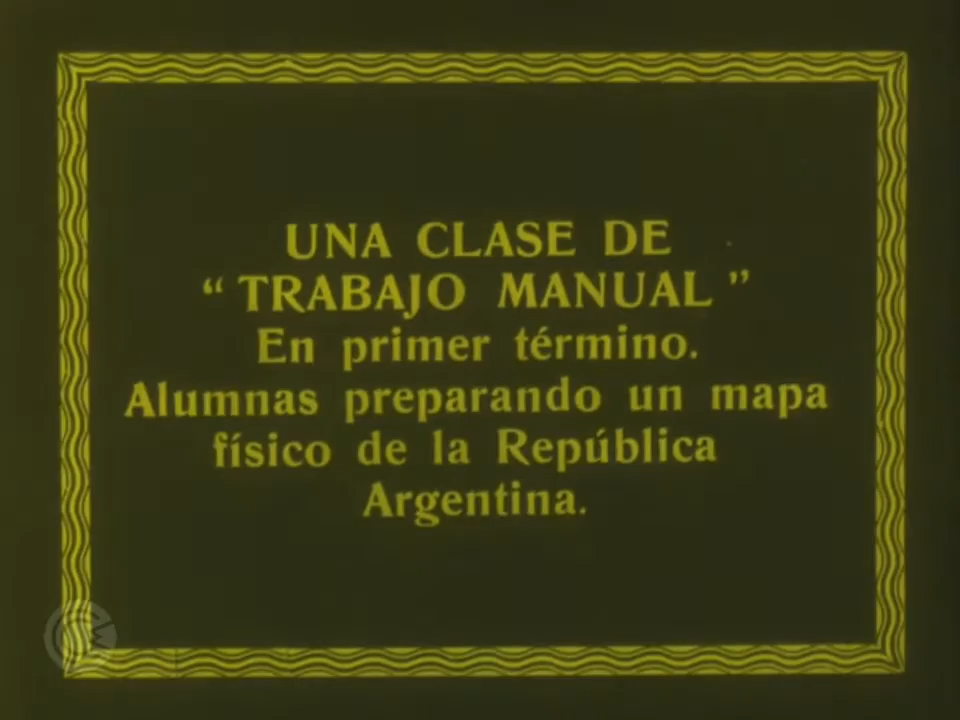 UNA CLASE DE
“ TRABAJO MANUAL ”
En primer término.
Alumnas preparando un mapa
físico de la República
Argentina.